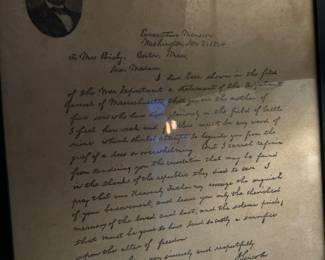 Executive Mansion
Washington, Nov 21, 1864
To Mrs Bixby, Boston, Mass,
Dear Madam:
I have been shown in the files
of the War Department a statement of the Adjutant
General of Massachusetts that you are the mother of
five sons who have died gloriously on the field of battle
I feel how weak and must be any word of
mine which should attempt to beguile you from the
grief of a loss so overwhelming. But I cannot refrain
from tendering you the consolation that may be found
in the thanks of the republic they died to save. I
pray that our Heavenly Father may assuage the anguish
of your bereavement, and leave you only the cherished
memory of the loved and lost, and the solemn pride,
that must be yours to have laid so costly a sacrifice
upon the altar of freedom
very sincerely and respectfully
Lincoln